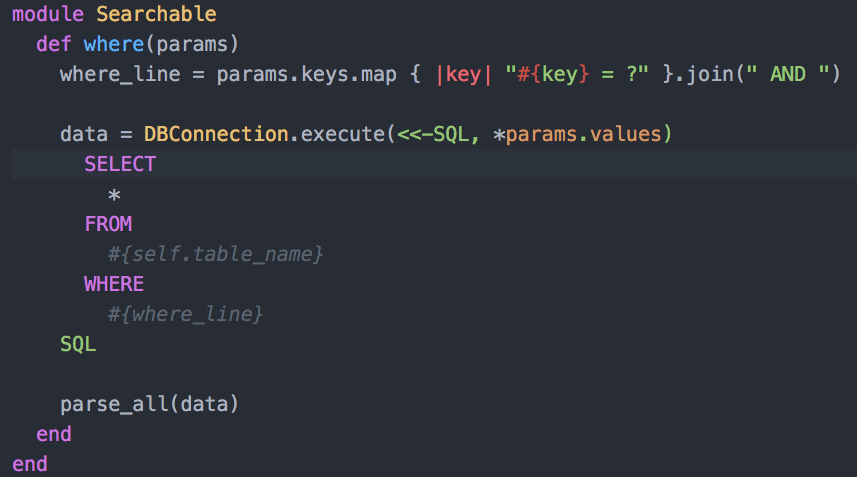 module Searchable
  def where(params)
    where_line = params.keys.map { |key| "#{key} = ?" }.join(" AND ")

    data = DBConnection.execute(<<-SQL, *params.values)
      SELECT
        *
      FROM
        #{self.table_name}
      WHERE
        #{where_line}
    SQL

    parse_all(data)
  end
end